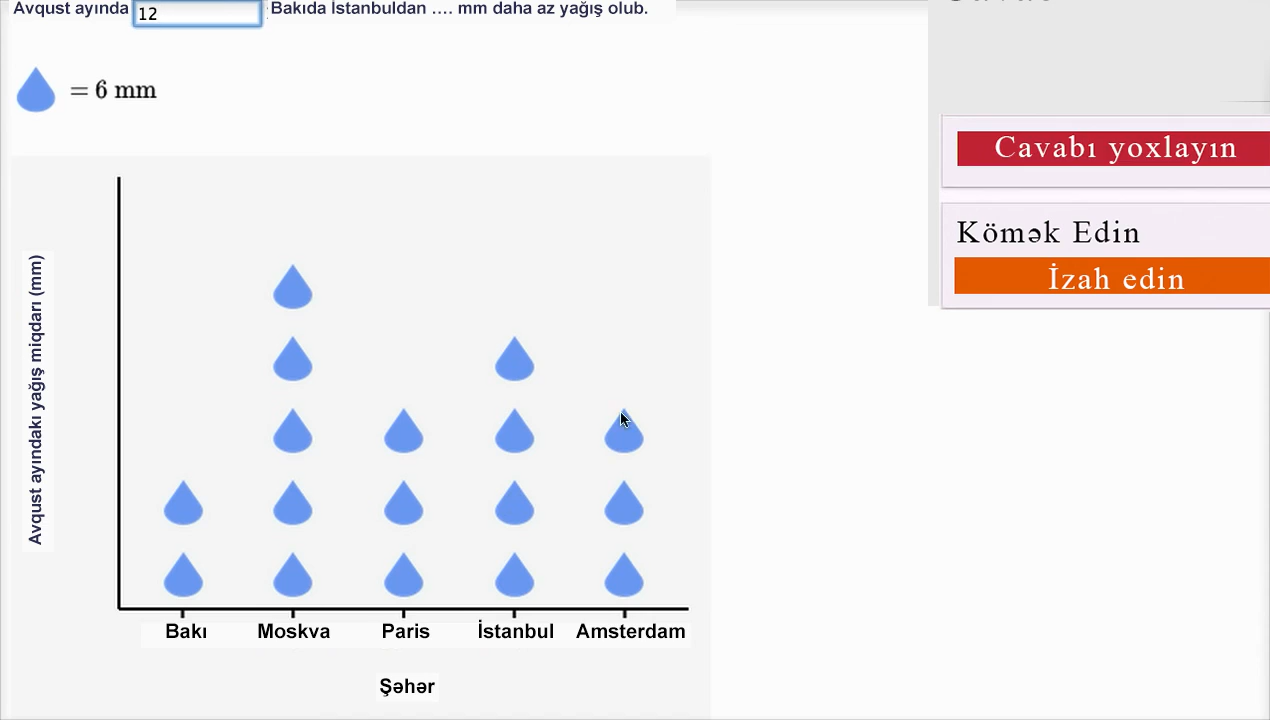 Avqust ayında 12 Bakıda İstanbuldan .... mm daha az yağış olub.
= 6 mm
Cavabı yoxlayın
Kömək Edin
İzah edin
Avqust ayındakı yağış miqdarı (mm)
Bakı Moskva Paris İstanbul Amsterdam
Şəhər